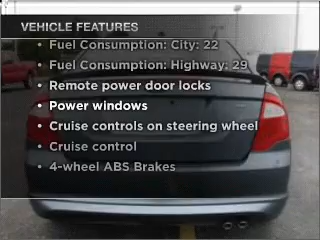 VEHICLE FEATURES
• Fuel Consumption: City: 22
• Fuel Consumption: Highway: 29
• Remote power door locks
• Power windows
• Cruise controls on steering wheel
• Cruise control
• 4-wheel ABS Brakes